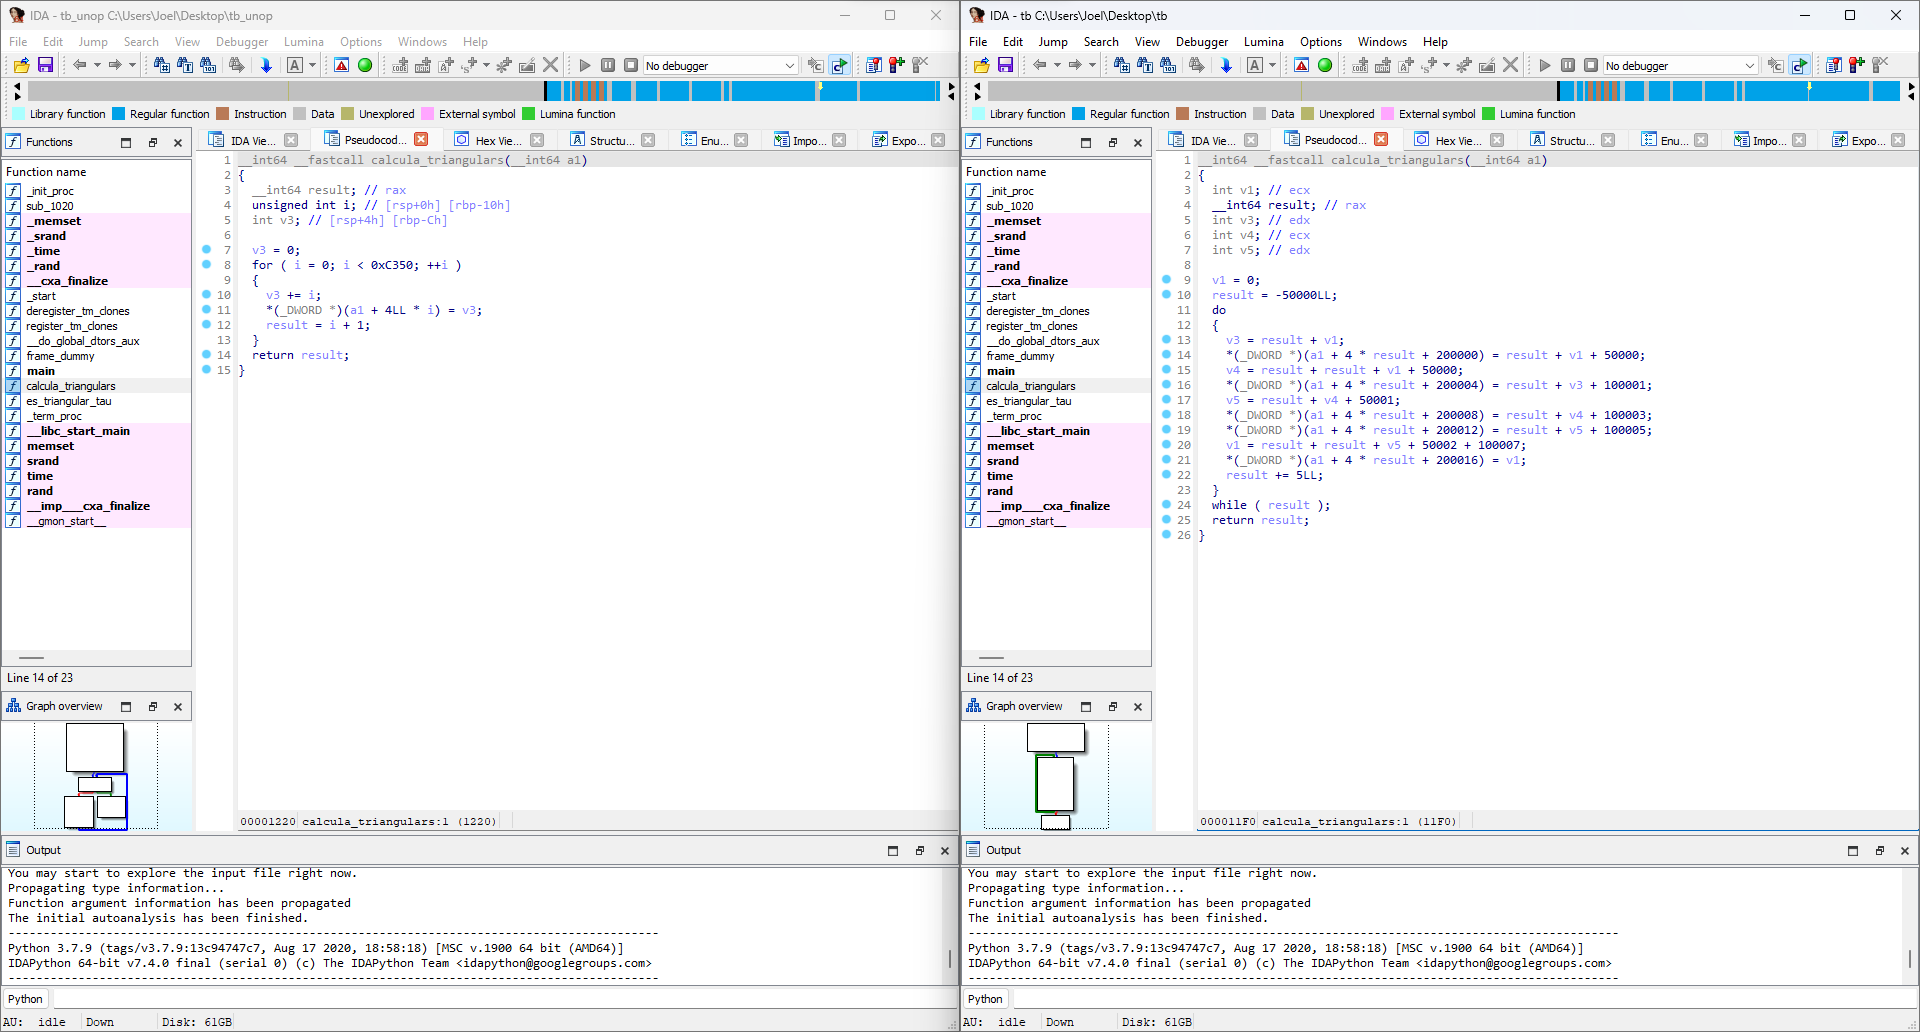 IDA - tb_unop C:\Users\Joel\Desktop\tb_unop
File Edit Jump Search View Debugger Lumina Options Windows Help
No debugger
Library function Regular function Instruction Data Unexplored External symbol Lumina function
Functions
Function name
_init_proc
sub_1020
_memset
_srand
_time
_rand
__cxa_finalize
_start
deregister_tm_clones
register_tm_clones
__do_global_dtors_aux
frame_dummy
main
calcula_triangulars
es_triangular_tau
_term_proc
__libc_start_main
memset
srand
time
rand
__imp___cxa_finalize
__gmon_start__
Line 14 of 23
Graph overview
IDA Vie... Pseudocod... Hex Vie... Structu... Enu... Impo... Expo...
1 __int64 __fastcall calcula_triangulars(__int64 a1)
2 {
3 __int64 result; // rax
4 unsigned int i; // [rsp+0h] [rbp-10h]
5 int v3; // [rsp+4h] [rbp-Ch]
6
7 v3 = 0;
8 for ( i = 0; i < 0xC350; ++i )
9 {
10 v3 += i;
11 *(_DWORD *)(a1 + 4LL * i) = v3;
12 result = i + 1;
13 }
14 return result;
15 }
00001220 calcula_triangulars:1 (1220)
Output
You may start to explore the input file right now.
Propagating type information...
Function argument information has been propagated
The initial autoanalysis has been finished.
Python 3.7.9 (tags/v3.7.9:13c94747c7, Aug 17 2020, 18:58:18) [MSC v.1900 64 bit (AMD64)]
IDAPython 64-bit v7.4.0 final (serial 0) (c) The IDAPython Team <idapython@googlegroups.com>
Python
AU: idle Down Disk: 61GB
IDA - tb C:\Users\Joel\Desktop\tb
File Edit Jump Search View Debugger Lumina Options Windows Help
No debugger
Library function Regular function Instruction Data Unexplored External symbol Lumina function
Functions
Function name
_init_proc
sub_1020
_memset
_srand
_time
_rand
__cxa_finalize
_start
deregister_tm_clones
register_tm_clones
__do_global_dtors_aux
frame_dummy
main
calcula_triangulars
es_triangular_tau
_term_proc
__libc_start_main
memset
srand
time
rand
__imp___cxa_finalize
__gmon_start__
Line 14 of 23
Graph overview
IDA Vie... Pseudocod... Hex Vie... Structu... Enu... Impo... Expo...
1 __int64 __fastcall calcula_triangulars(__int64 a1)
2 {
3 int v1; // ecx
4 __int64 result; // rax
5 int v3; // edx
6 int v4; // ecx
7 int v5; // edx
8
9 v1 = 0;
10 result = -50000LL;
11 do
12 {
13 v3 = result + v1;
14 *(_DWORD *)(a1 + 4 * result + 200000) = result + v1 + 50000;
15 v4 = result + result + v1 + 50000;
16 *(_DWORD *)(a1 + 4 * result + 200004) = result + v3 + 100001;
17 v5 = result + v4 + 50001;
18 *(_DWORD *)(a1 + 4 * result + 200008) = result + v4 + 100003;
19 *(_DWORD *)(a1 + 4 * result + 200012) = result + v5 + 100005;
20 v1 = result + result + v5 + 50002 + 100007;
21 *(_DWORD *)(a1 + 4 * result + 200016) = v1;
22 result += 5LL;
23 }
24 while ( result );
25 return result;
26 }
000011F0 calcula_triangulars:1 (11F0)
Output
You may start to explore the input file right now.
Propagating type information...
Function argument information has been propagated
The initial autoanalysis has been finished.
Python 3.7.9 (tags/v3.7.9:13c94747c7, Aug 17 2020, 18:58:18) [MSC v.1900 64 bit (AMD64)]
IDAPython 64-bit v7.4.0 final (serial 0) (c) The IDAPython Team <idapython@googlegroups.com>
Python
AU: idle Down Disk: 61GB